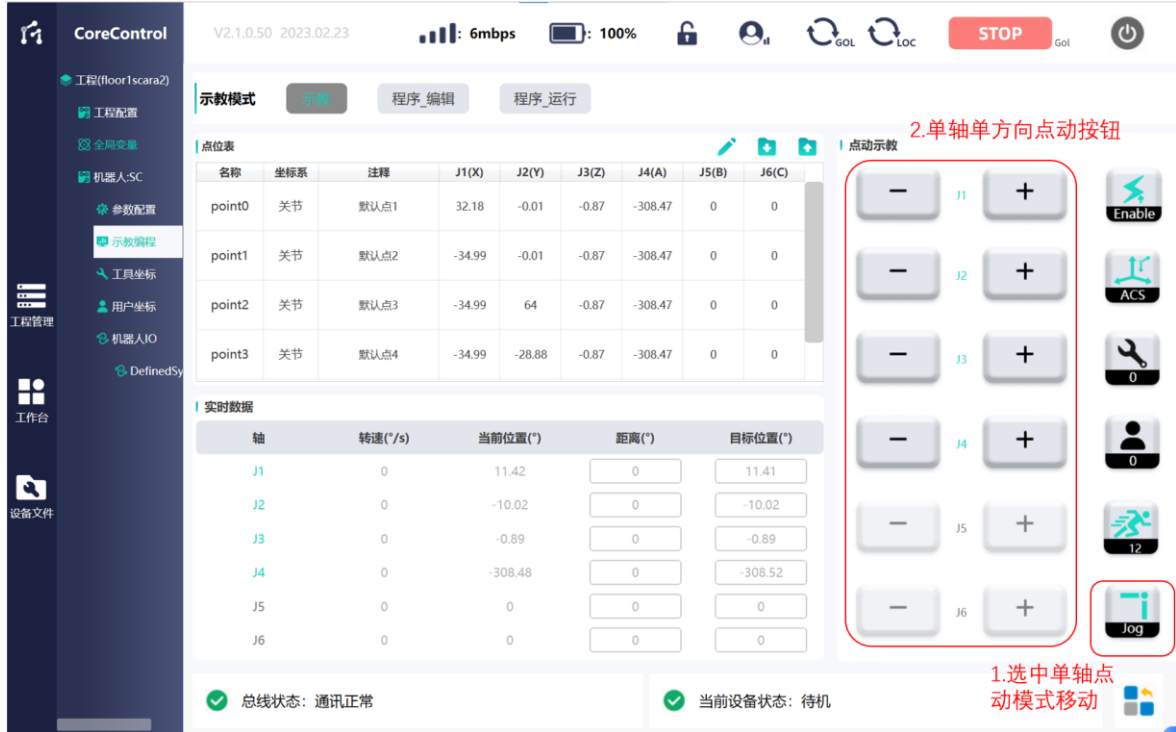 CoreControl
V2.1.0.50 2023.02.23
: 6mbps
: 100%
GOL
LOC
STOP
Gol
工程管理
工作台
设备文件
工程(floor1scara2)
工程配置
全局变量
机器人:SC
参数配置
示教编程
工具坐标
用户坐标
机器人IO
DefinedSy
示教模式 示教 程序_编辑 程序_运行
点位表
名称 坐标系 注释 J1(X) J2(Y) J3(Z) J4(A) J5(B) J6(C)
point0 关节 默认点1 32.18 -0.01 -0.87 -308.47 0 0
point1 关节 默认点2 -34.99 -0.01 -0.87 -308.47 0 0
point2 关节 默认点3 -34.99 64 -0.87 -308.47 0 0
point3 关节 默认点4 -34.99 -28.88 -0.87 -308.47 0 0
实时数据
轴 转速(°/s) 当前位置(°) 距离(°) 目标位置(°)
J1 0 11.42 0 11.41
J2 0 -10.02 0 -10.02
J3 0 -0.89 0 -0.89
J4 0 -308.48 0 -308.52
J5 0 0 0 0
J6 0 0 0 0
2.单轴单方向点动按钮
点动示教
− J1 +
− J2 +
− J3 +
− J4 +
− J5 +
− J6 +
Enable
ACS
0
0
12
Jog
1.选中单轴点
动模式移动
总线状态：通讯正常
当前设备状态：待机